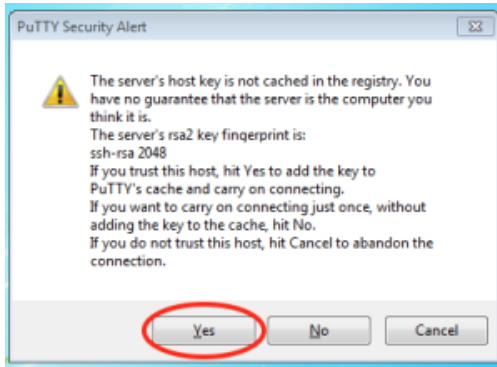 PuTTY Security Alert
The server's host key is not cached in the registry. You
have no guarantee that the server is the computer you
think it is.
The server's rsa2 key fingerprint is:
ssh-rsa 2048
If you trust this host, hit Yes to add the key to
PuTTY's cache and carry on connecting.
If you want to carry on connecting just once, without
adding the key to the cache, hit No.
If you do not trust this host, hit Cancel to abandon the
connection.
Yes No Cancel